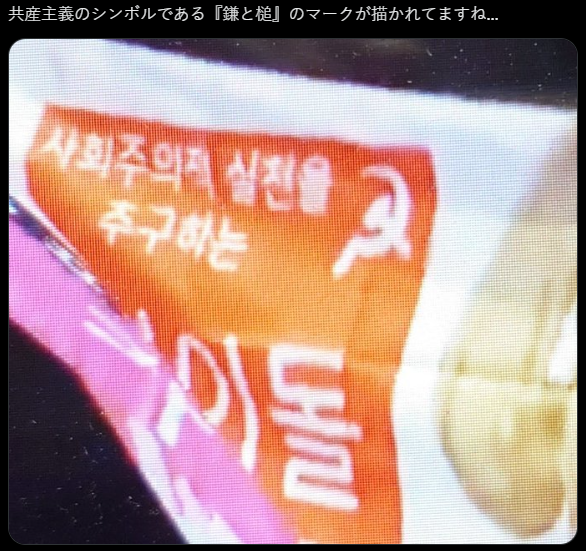 共産主義のシンボルである『鎌と槌』のマークが描かれてますね...
사회주의적 실천을
추구하는